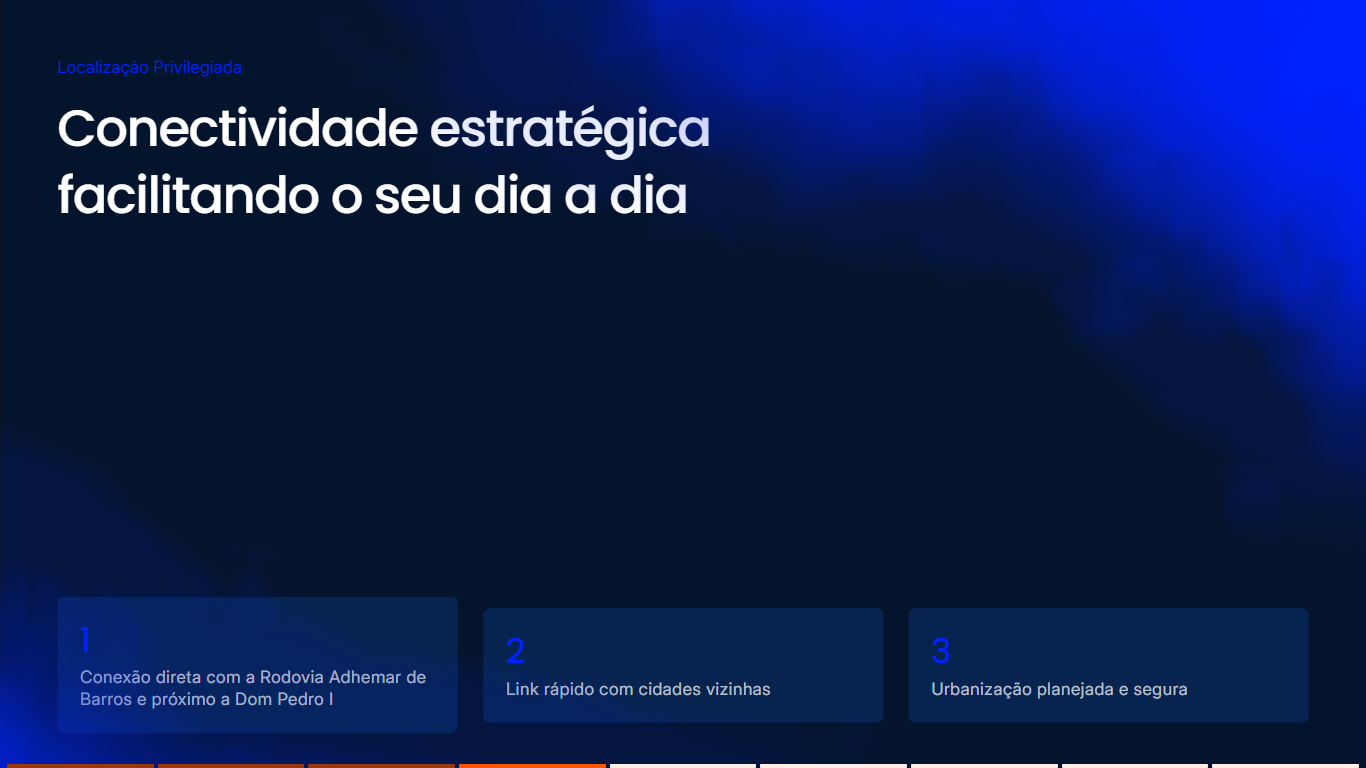 Localização Privilegiada
Conectividade estratégica
facilitando o seu dia a dia
1
Conexão direta com a Rodovia Adhemar de
Barros e próximo a Dom Pedro I
2
Link rápido com cidades vizinhas
3
Urbanização planejada e segura